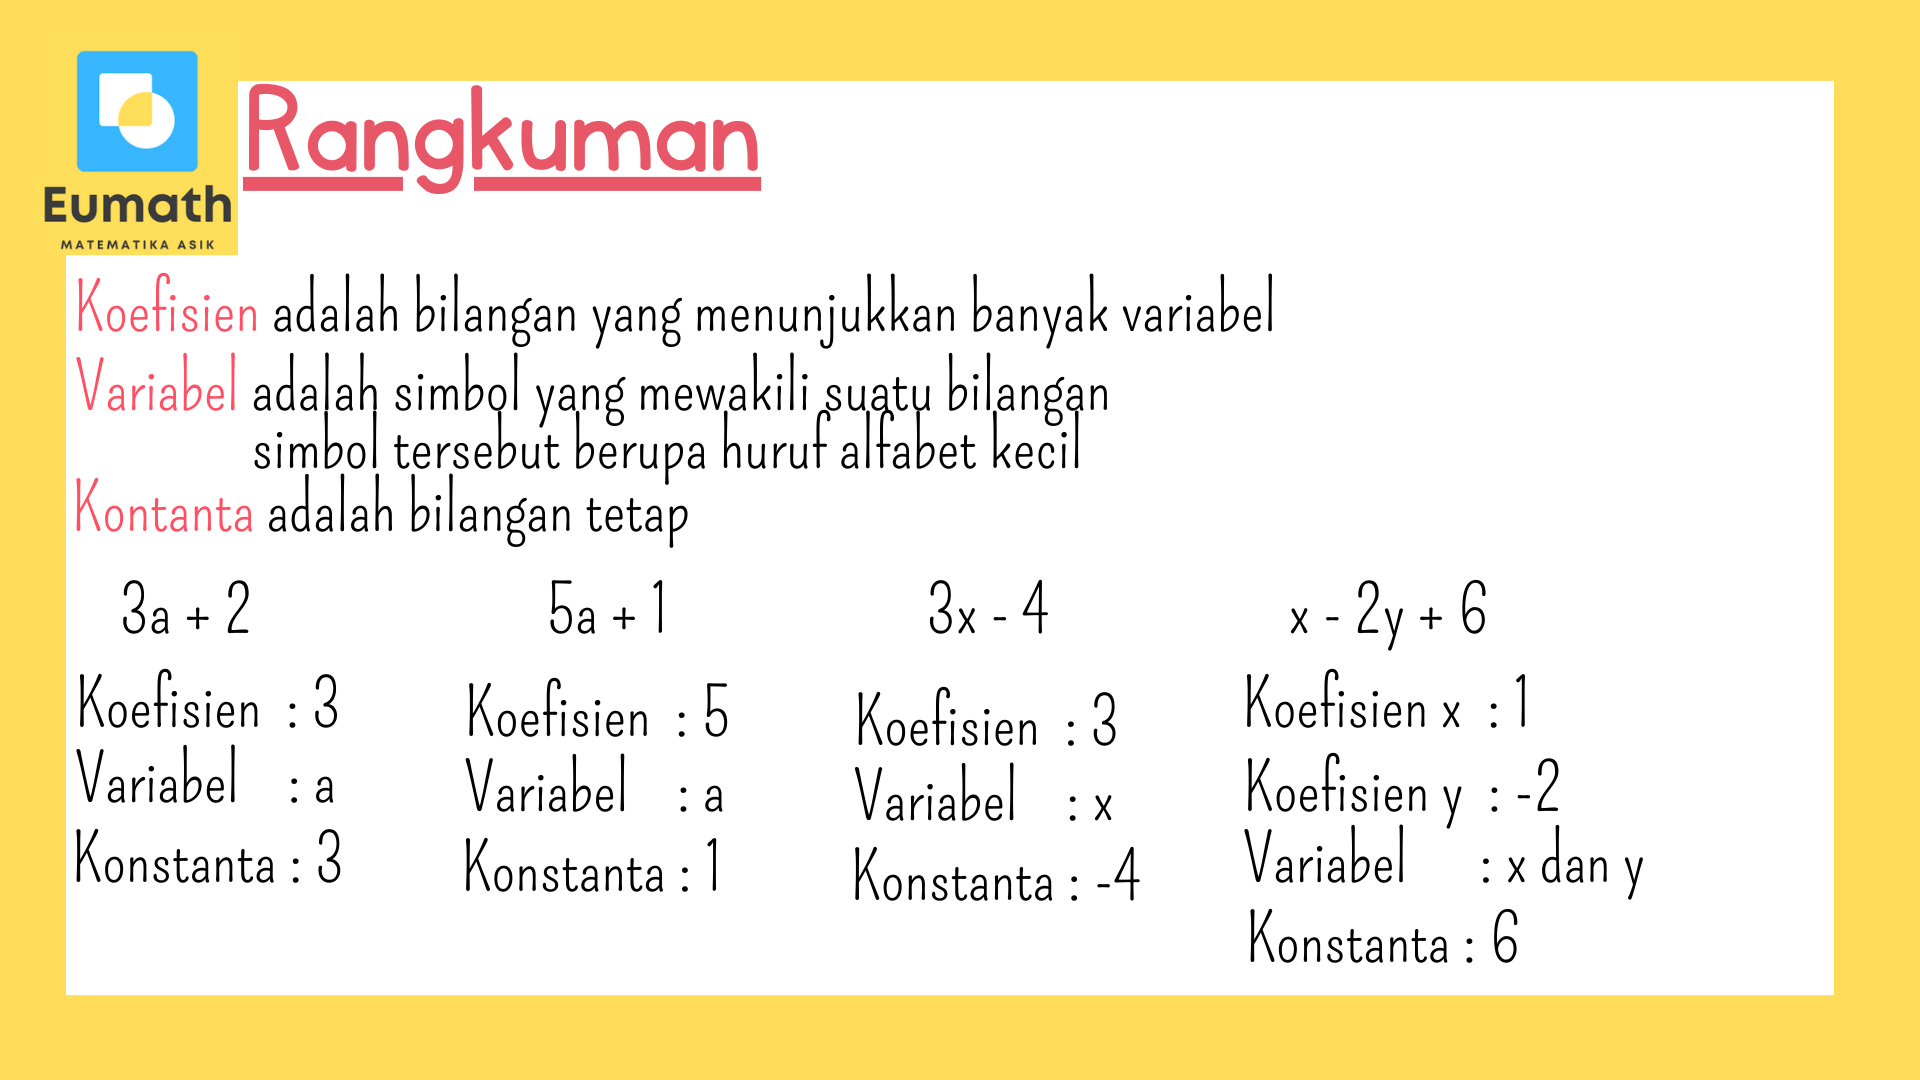 Eumath
MATEMATIKA ASIK
Rangkuman
Koefisien adalah bilangan yang menunjukkan banyak variabel
Variabel adalah simbol yang mewakili suatu bilangan
simbol tersebut berupa huruf alfabet kecil
Kontanta adalah bilangan tetap
3a + 2
Koefisien : 3
Variabel : a
Konstanta : 3
5a + 1
Koefisien : 5
Variabel : a
Konstanta : 1
3x - 4
Koefisien : 3
Variabel : x
Konstanta : -4
x - 2y + 6
Koefisien x : 1
Koefisien y : -2
Variabel : x dan y
Konstanta : 6